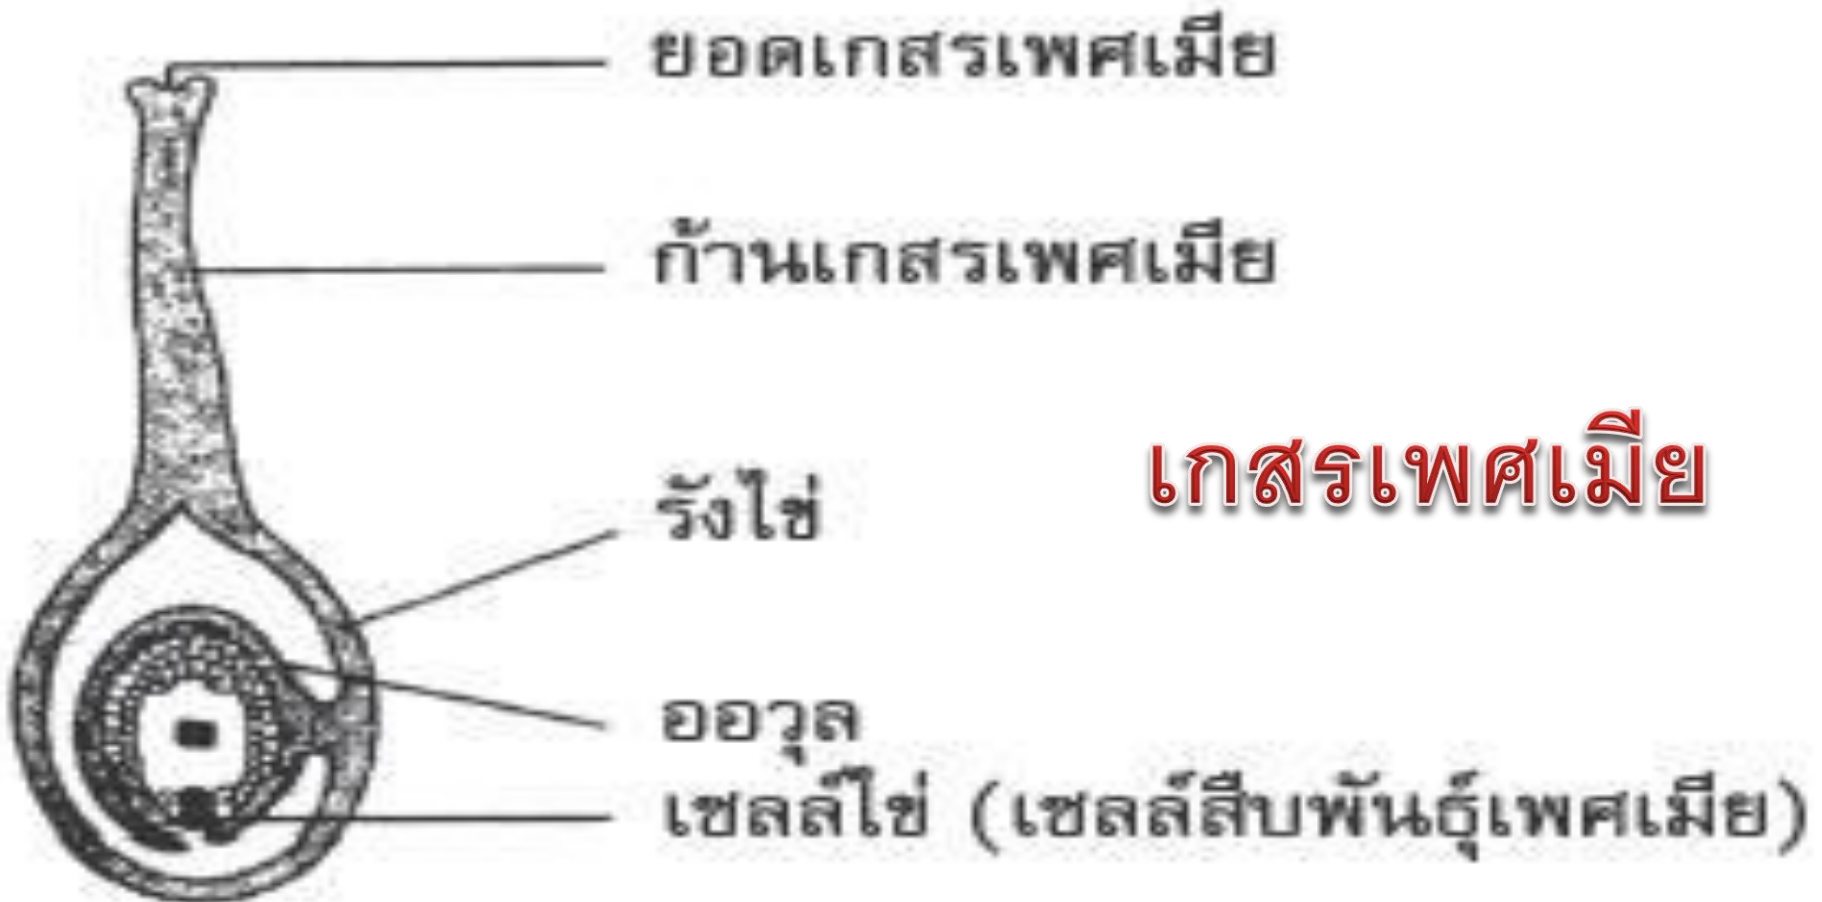 ยอดเกสรเพศเมีย
ก้านเกสรเพศเมีย
เกสรเพศเมีย
รังไข่
ออวุล
เซลล์ไข่ (เซลล์สืบพันธุ์เพศเมีย)